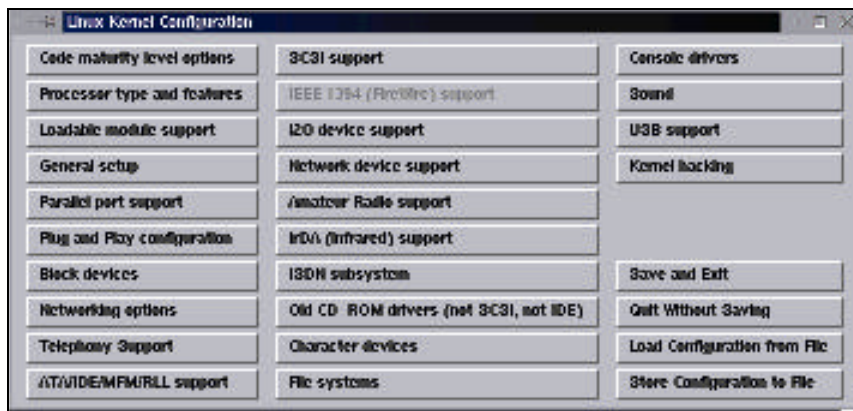 Linux Kernel Configuration
Code maturity level options
Processor type and features
Loadable module support
General setup
Parallel port support
Plug and Play configuration
Block devices
Networking options
Telephony Support
ATA/IDE/MFM/RLL support
SCSI support
IEEE 1394 (FireWire) support
I2O device support
Network device support
Amateur Radio support
IrDA (infrared) support
ISDN subsystem
Old CD-ROM drivers (not SCSI, not IDE)
Character devices
File systems
Console drivers
Sound
USB support
Kernel hacking
Save and Exit
Quit Without Saving
Load Configuration from File
Store Configuration to File